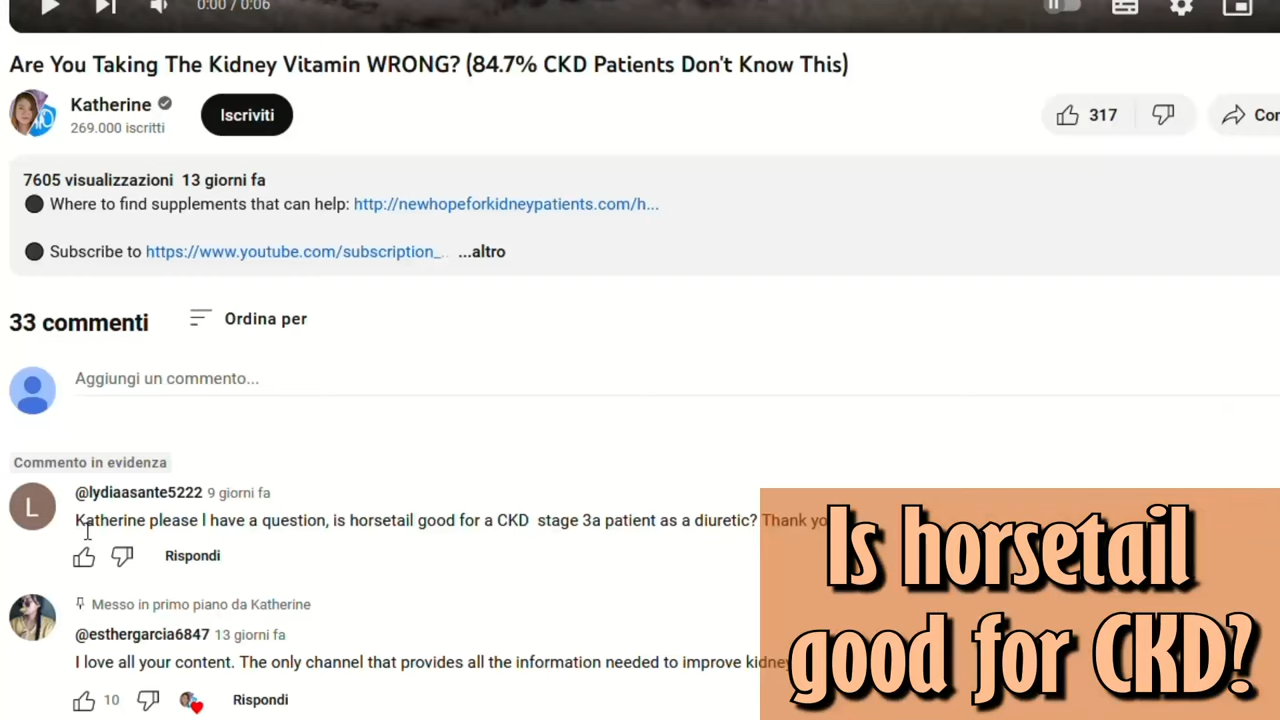 0:00 / 0:06
Are You Taking The Kidney Vitamin WRONG? (84.7% CKD Patients Don't Know This)
Katherine
269.000 iscritti
Iscriviti
317
7605 visualizzazioni 13 giorni fa
Where to find supplements that can help: http://newhopeforkidneypatients.com/h...
Subscribe to https://www.youtube.com/subscription_... ...altro
33 commenti
Ordina per
Aggiungi un commento...
Commento in evidenza
L
@lydiaasante5222 9 giorni fa
Katherine please I have a question, is horsetail good for a CKD stage 3a patient as a diuretic? Thank
Rispondi
Messo in primo piano da Katherine
@esthergarcia6847 13 giorni fa
I love all your content. The only channel that provides all the information needed to improve
10
Rispondi
Is horsetail
good for CKD?